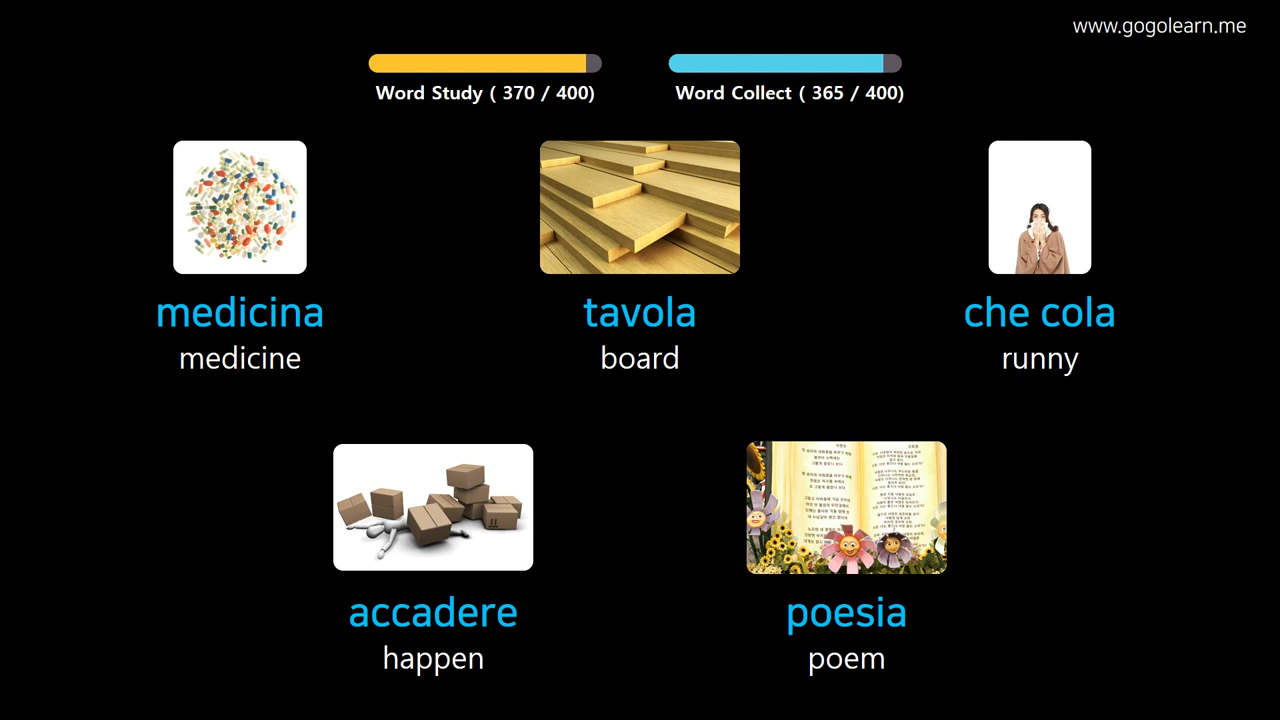 www.gogolearn.me
Word Study ( 370 / 400)
Word Collect ( 365 / 400)
medicina
medicine
tavola
board
che cola
runny
accadere
happen
poesia
poem